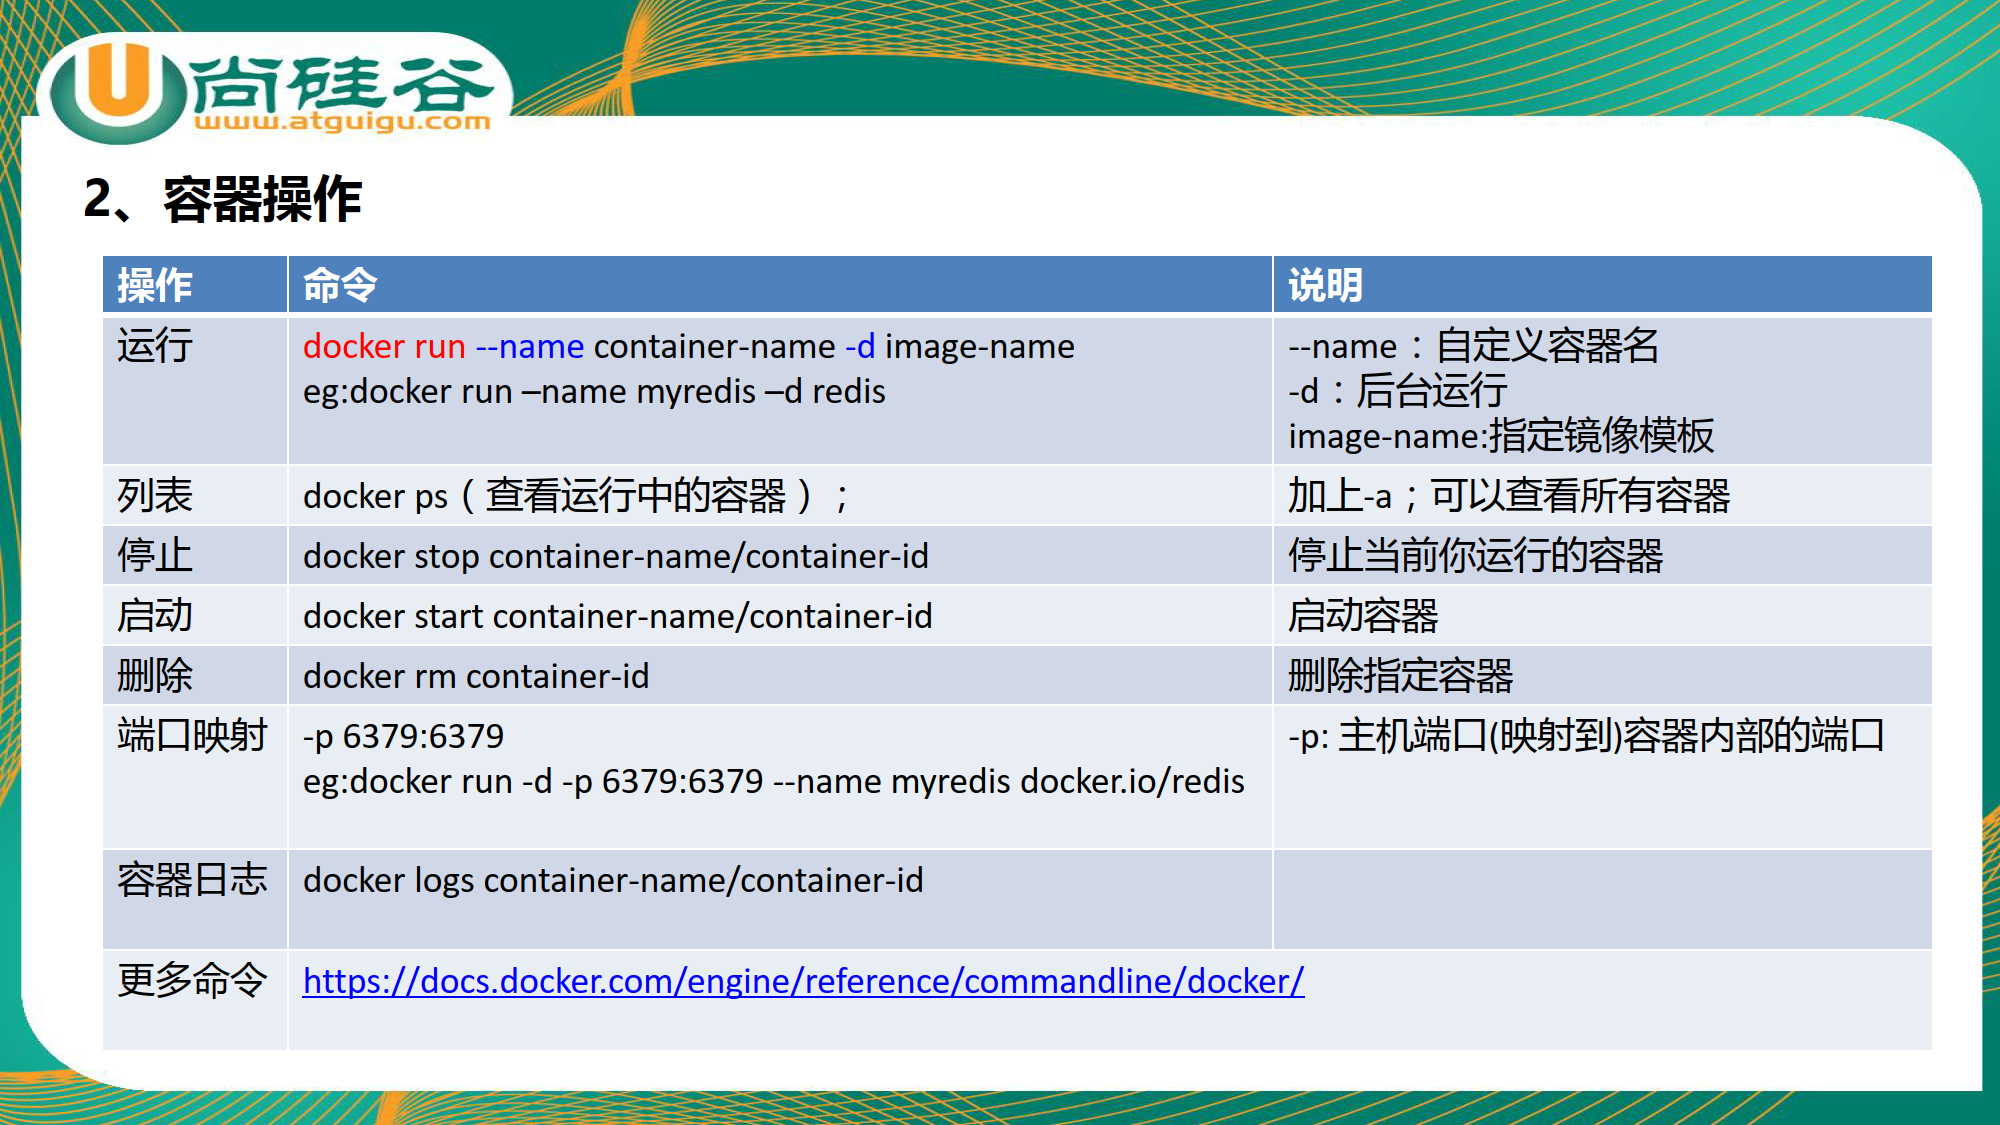 尚硅谷
www.atguigu.com
2、容器操作
操作 命令 说明
运行 docker run --name container-name -d image-name
eg:docker run –name myredis –d redis
--name：自定义容器名
-d：后台运行
image-name:指定镜像模板
列表 docker ps（查看运行中的容器）； 加上-a；可以查看所有容器
停止 docker stop container-name/container-id 停止当前你运行的容器
启动 docker start container-name/container-id 启动容器
删除 docker rm container-id 删除指定容器
端口映射 -p 6379:6379
eg:docker run -d -p 6379:6379 --name myredis docker.io/redis
-p: 主机端口(映射到)容器内部的端口
容器日志 docker logs container-name/container-id
更多命令 https://docs.docker.com/engine/reference/commandline/docker/